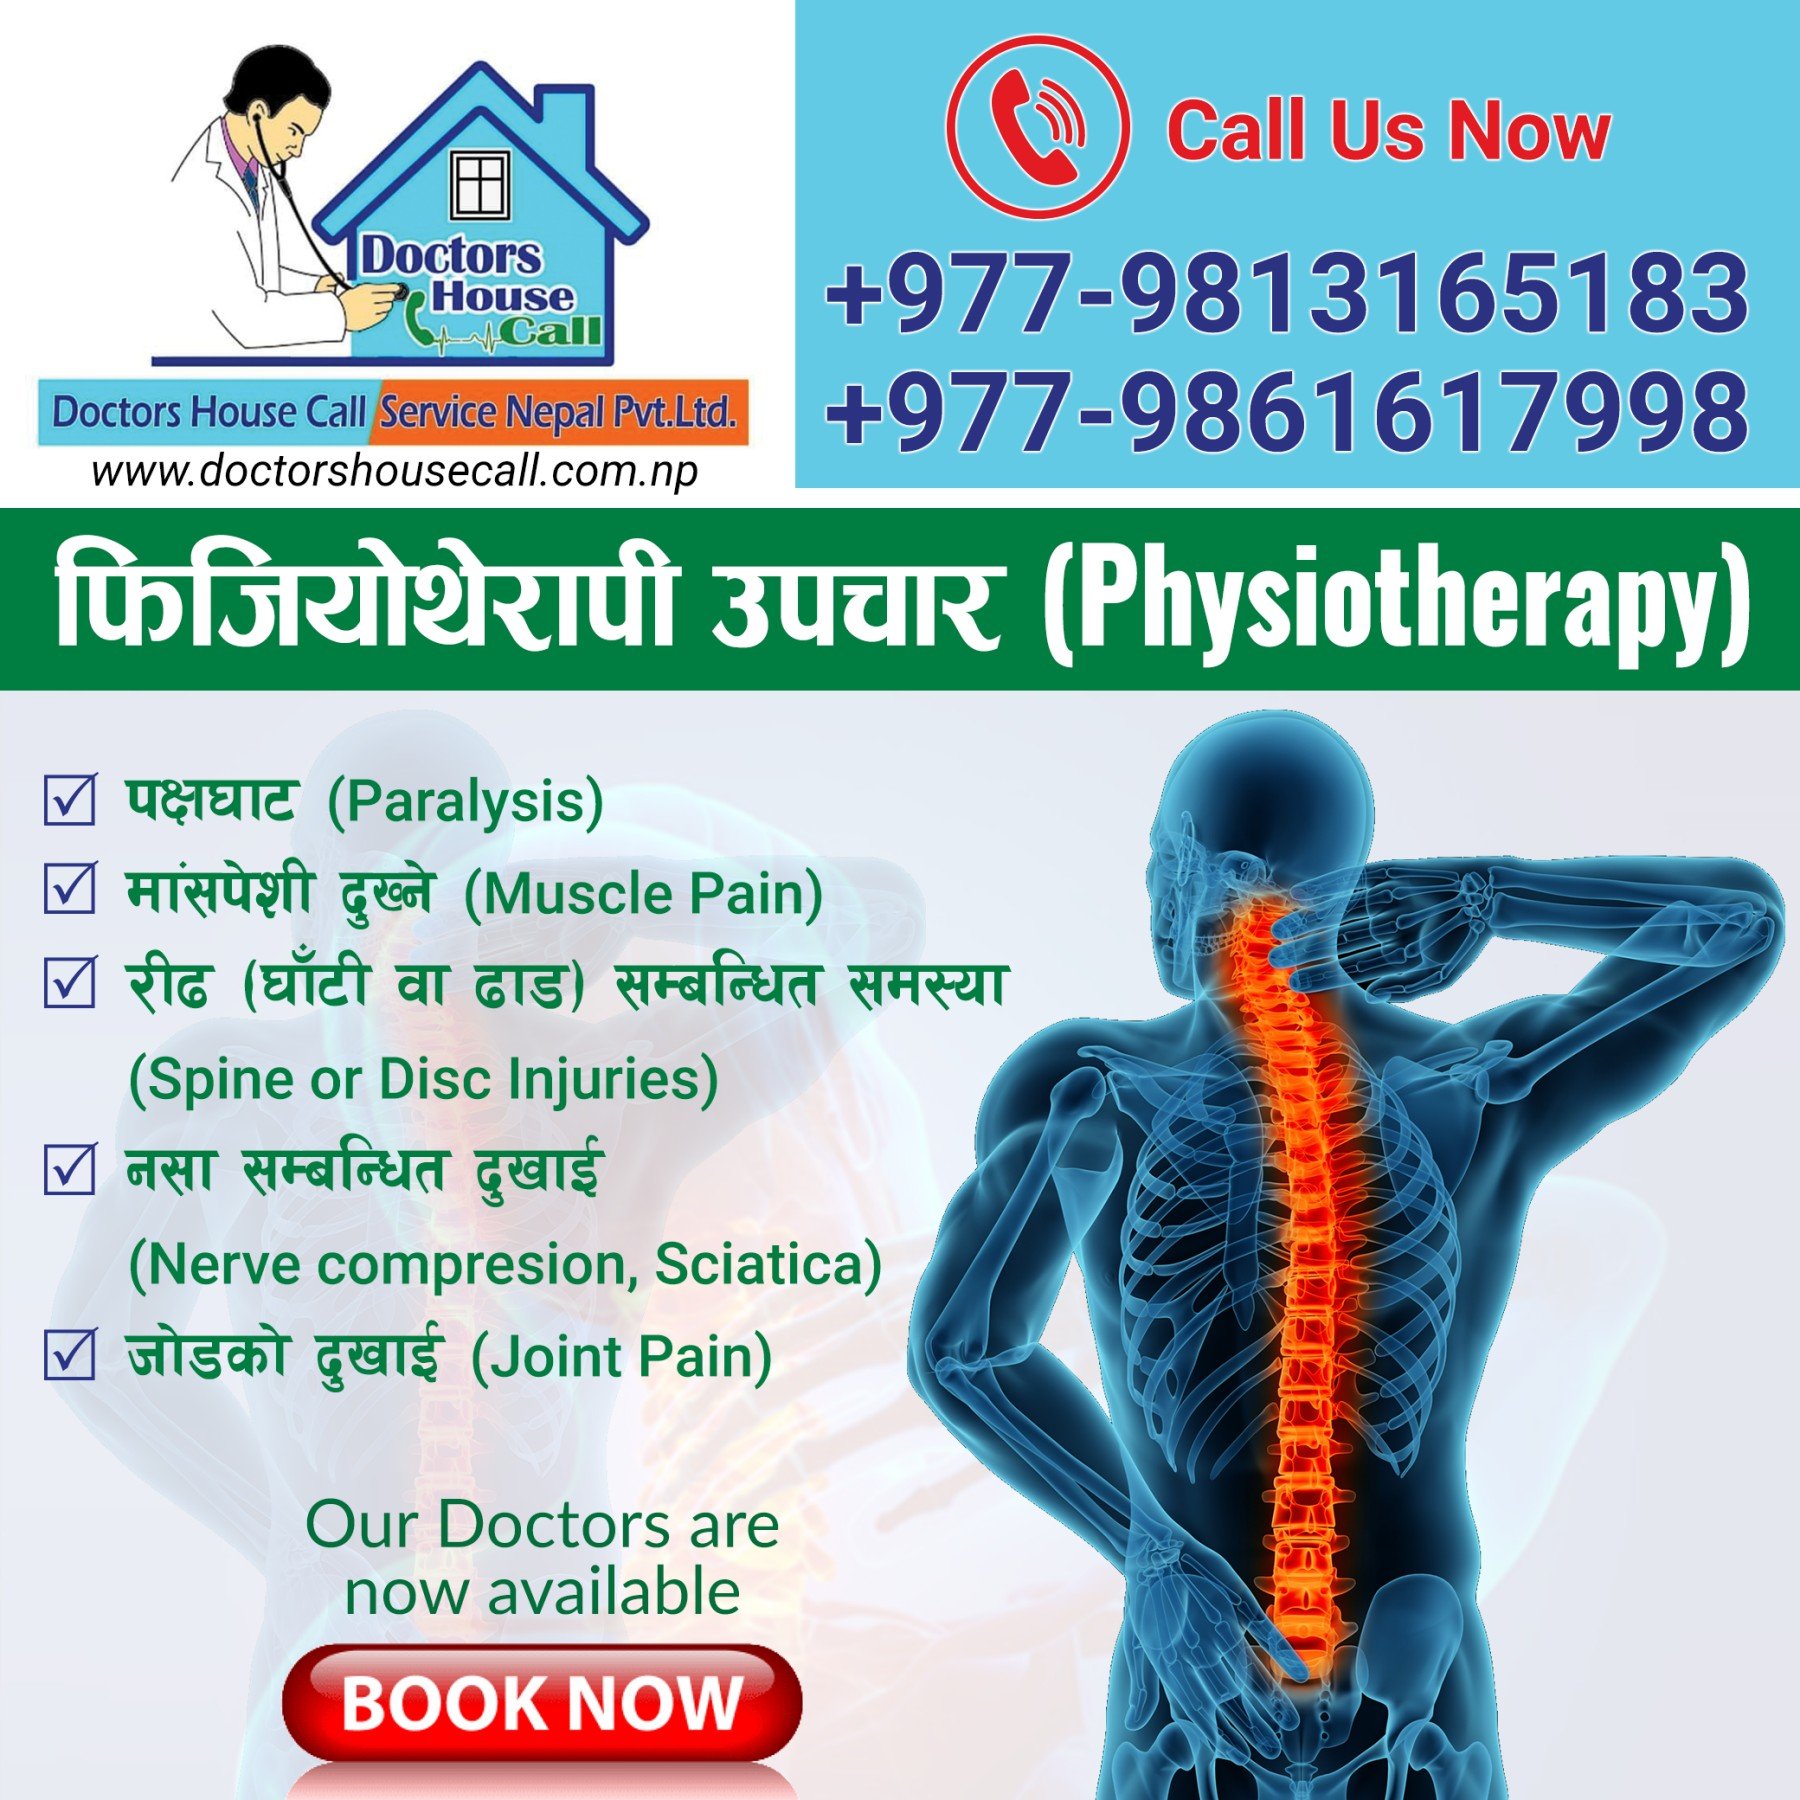 Doctors
House
Call
Doctors House Call Service Nepal Pvt.Ltd.
www.doctorshousecall.com.np
Call Us Now
+977-9813165183
+977-9861617998
फिजियोथेरापी उपचार (Physiotherapy)
पक्षघाट (Paralysis)
मांसपेशी दुख्ने (Muscle Pain)
रीढ (घाँटी वा ढाड) सम्बन्धित समस्या
(Spine or Disc Injuries)
नसा सम्बन्धित दुखाई
(Nerve compresion, Sciatica)
जोडको दुखाई (Joint Pain)
Our Doctors are
now available
BOOK NOW